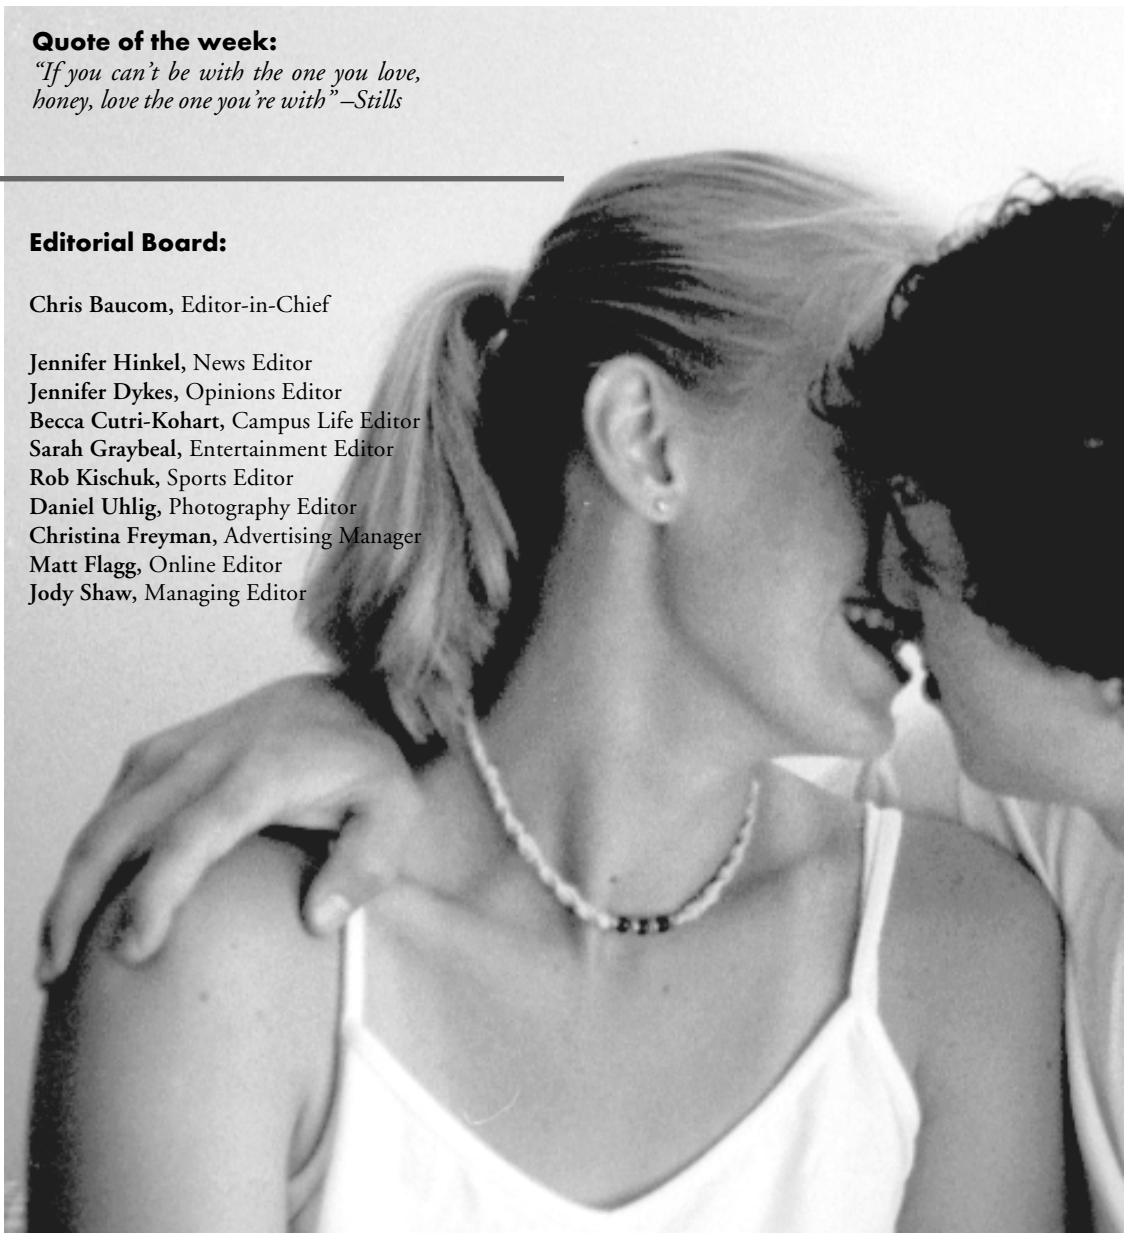 Quote of the week:
“If you can’t be with the one you love,
honey, love the one you’re with” –Stills
Editorial Board:
Chris Baucom, Editor-in-Chief
Jennifer Hinkel, News Editor
Jennifer Dykes, Opinions Editor
Becca Cutri-Kohart, Campus Life Editor
Sarah Graybeal, Entertainment Editor
Rob Kischuk, Sports Editor
Daniel Uhlig, Photography Editor
Christina Freyman, Advertising Manager
Matt Flagg, Online Editor
Jody Shaw, Managing Editor